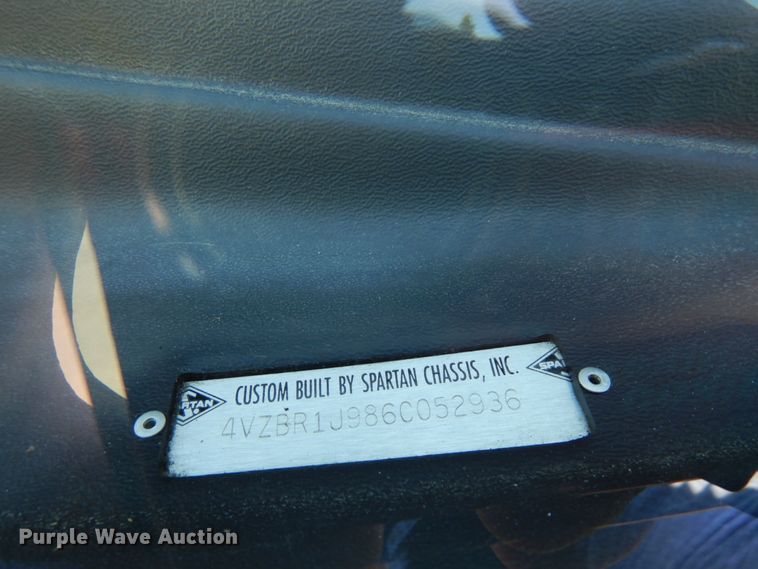 CUSTOM BUILT BY SPARTAN CHASSIS, INC.
4VZBR1J986C052936
Purple Wave Auction